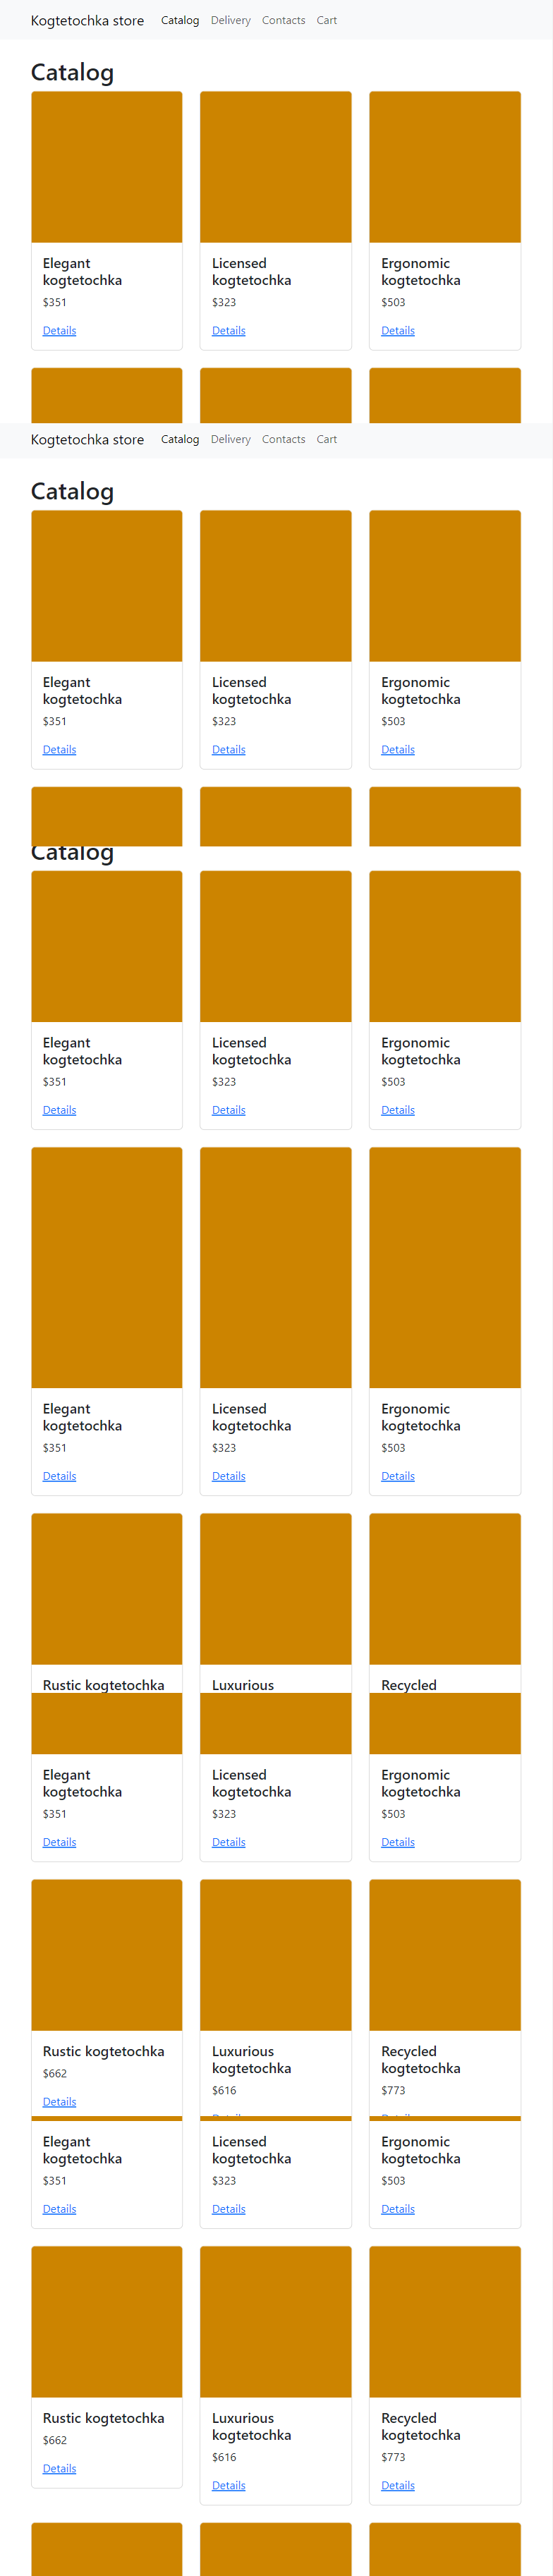 Kogtetochka store Catalog Delivery Contacts Cart
Catalog
Elegant kogtetochka
$351
Details
Licensed kogtetochka
$323
Details
Ergonomic kogtetochka
$503
Details
Kogtetochka store Catalog Delivery Contacts Cart
Catalog
Elegant kogtetochka
$351
Details
Licensed kogtetochka
$323
Details
Ergonomic kogtetochka
$503
Details
Catalog
Elegant kogtetochka
$351
Details
Licensed kogtetochka
$323
Details
Ergonomic kogtetochka
$503
Details
Elegant kogtetochka
$351
Details
Licensed kogtetochka
$323
Details
Ergonomic kogtetochka
$503
Details
Rustic kogtetochka
Luxurious
Recycled
Elegant kogtetochka
$351
Details
Licensed kogtetochka
$323
Details
Ergonomic kogtetochka
$503
Details
Rustic kogtetochka
$662
Details
Luxurious kogtetochka
$616
Recycled kogtetochka
$773
Elegant kogtetochka
$351
Details
Licensed kogtetochka
$323
Details
Ergonomic kogtetochka
$503
Details
Rustic kogtetochka
$662
Details
Luxurious kogtetochka
$616
Details
Recycled kogtetochka
$773
Details